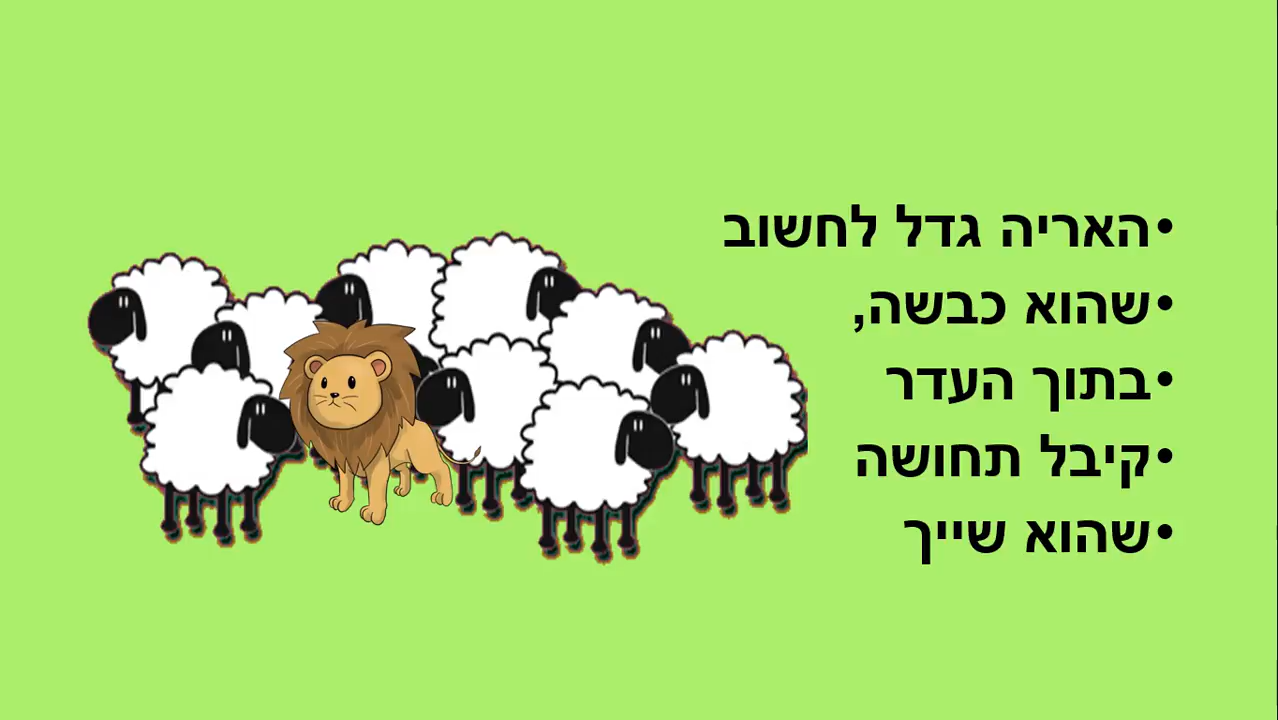 •האריה גדל לחשוב
•שהוא כבשה,
•בתוך העדר
•קיבל תחושה
•שהוא שייך